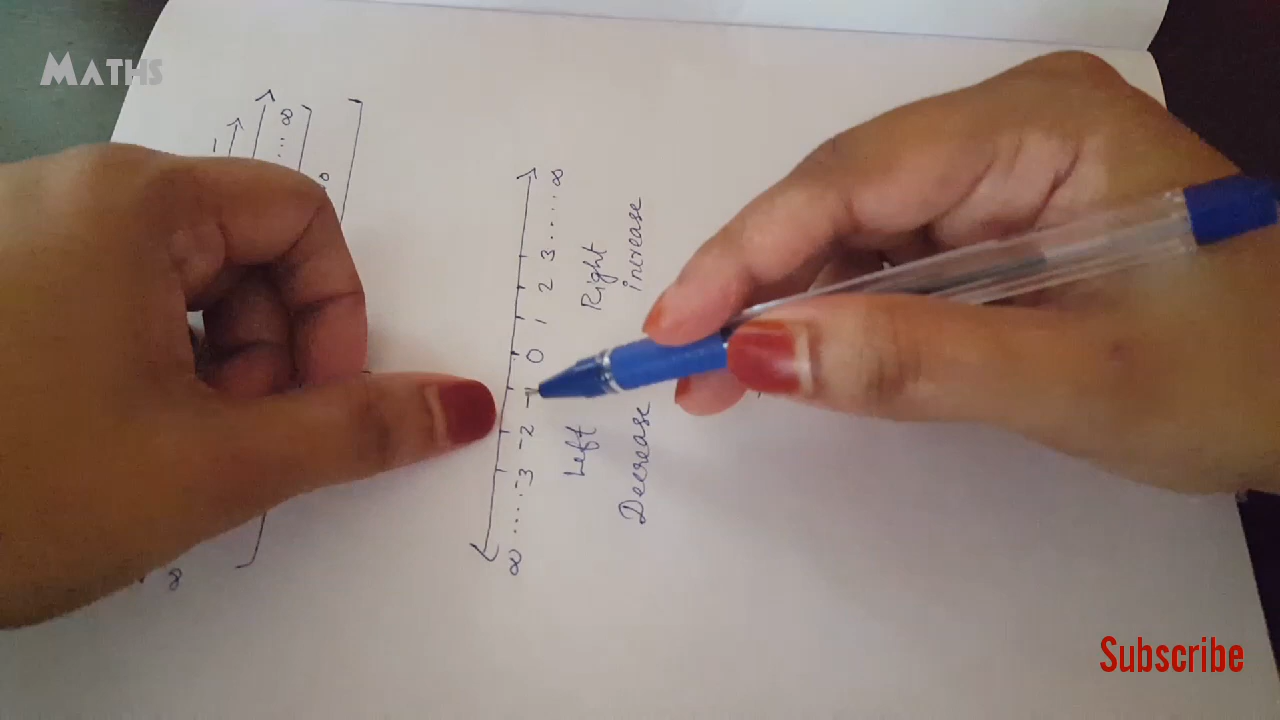 MATHS
... ∞
∞
∞ ..... -3 -2 -1 0 1 2 3 ..... ∞
Left Right
Decrease increase
Subscribe